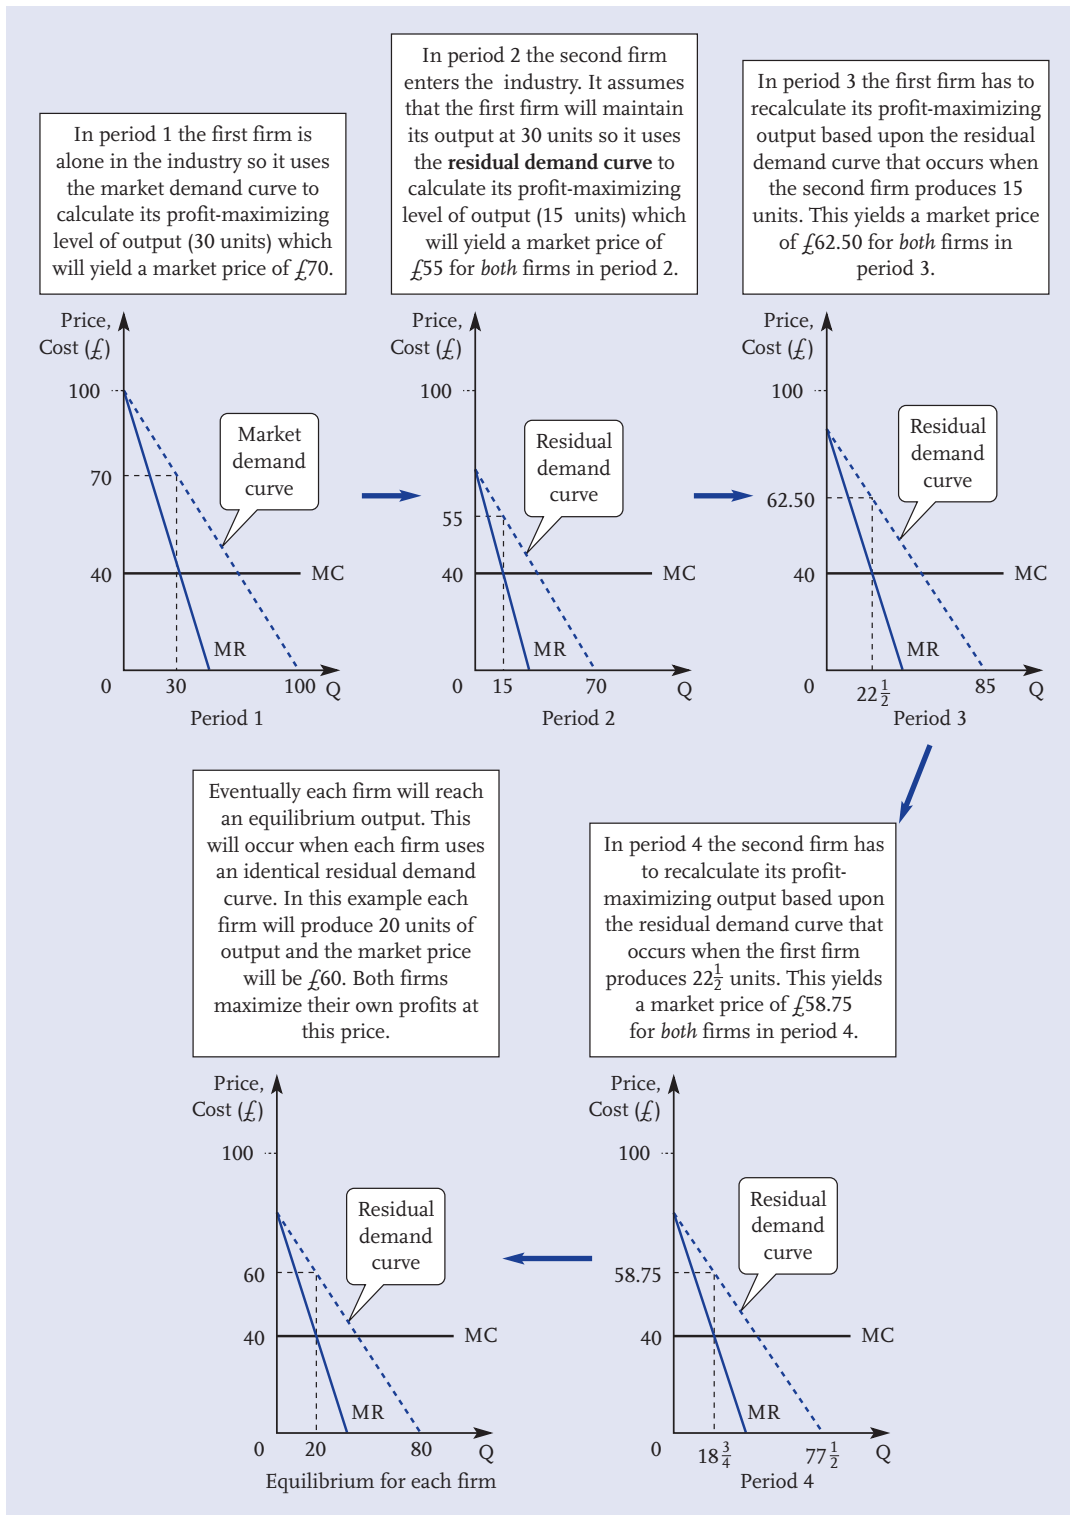 In period 1 the first firm is
alone in the industry so it uses
the market demand curve to
calculate its profit-maximizing
level of output (30 units) which
will yield a market price of £70.
In period 2 the second firm
enters the industry. It assumes
that the first firm will maintain
its output at 30 units so it uses
the residual demand curve to
calculate its profit-maximizing
level of output (15 units) which
will yield a market price of
£55 for both firms in period 2.
In period 3 the first firm has to
recalculate its profit-maximizing
output based upon the residual
demand curve that occurs when
the second firm produces 15
units. This yields a market price
of £62.50 for both firms in
period 3.
Price,
Cost (£)
100
70
40
Market
demand
curve
MC
MR
0
30
100
Q
Period 1
Price,
Cost (£)
100
55
40
Residual
demand
curve
MC
MR
0
15
70
Q
Period 2
Price,
Cost (£)
100
62.50
40
Residual
demand
curve
MC
MR
0
22 1/2
85
Q
Period 3
In period 4 the second firm has
to recalculate its profit-
maximizing output based upon
the residual demand curve that
occurs when the first firm
produces 22 1/2 units. This yields
a market price of £58.75
for both firms in period 4.
Price,
Cost (£)
100
58.75
40
Residual
demand
curve
MC
MR
0
18 3/4
77 1/2
Q
Period 4
Eventually each firm will reach
an equilibrium output. This
will occur when each firm uses
an identical residual demand
curve. In this example each
firm will produce 20 units of
output and the market price
will be £60. Both firms
maximize their own profits at
this price.
Price,
Cost (£)
100
60
40
Residual
demand
curve
MC
MR
0
20
80
Q
Equilibrium for each firm